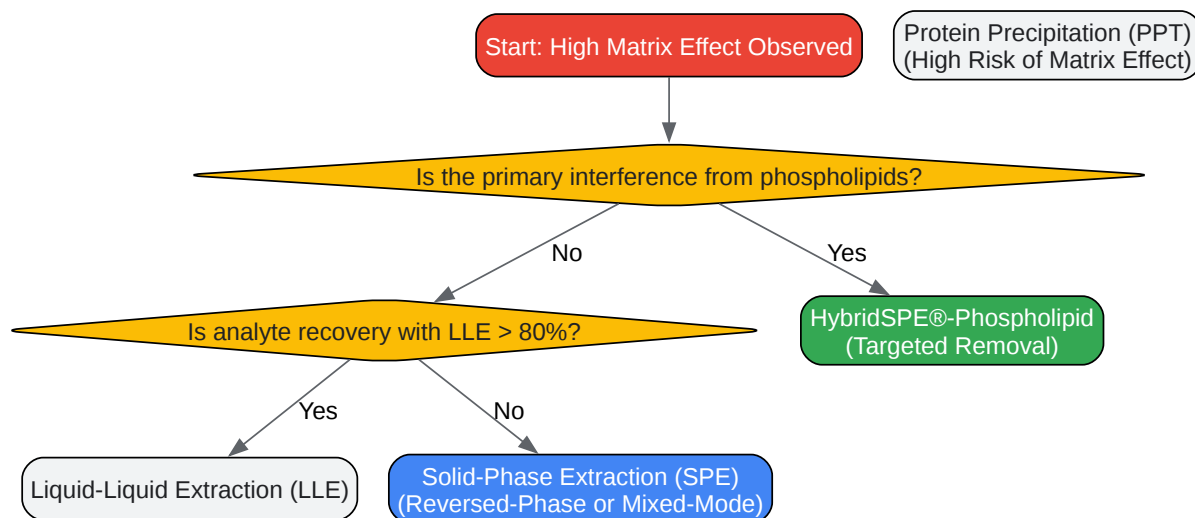 Start: High Matrix Effect Observed
Protein Precipitation (PPT)
(High Risk of Matrix Effect)
Is the primary interference from phospholipids?
No
Yes
Is analyte recovery with LLE > 80%?
HybridSPE®-Phospholipid
(Targeted Removal)
Yes
No
Liquid-Liquid Extraction (LLE)
Solid-Phase Extraction (SPE)
(Reversed-Phase or Mixed-Mode)